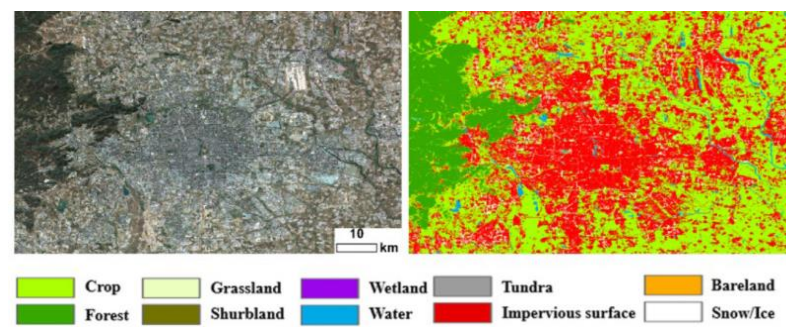 10
km
Crop Grassland Wetland Tundra Bareland
Forest Shurbland Water Impervious surface Snow/Ice